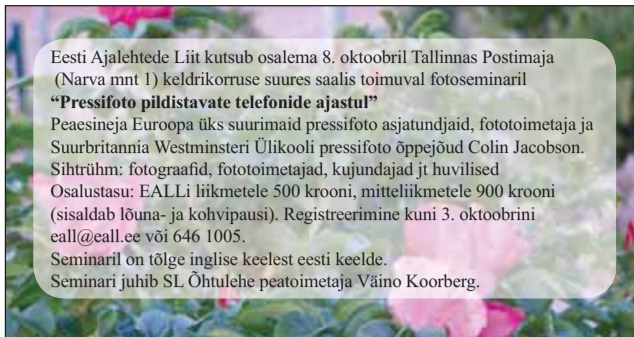 Eesti Ajalehtede Liit kutsub osalema 8. oktoobril Tallinnas Postimaja
(Narva mnt 1) keldrikorruse suures saalis toimuval fotoseminaril
“Pressifoto pildistavate telefonide ajastul”
Peaesineja Euroopa üks suurimaid pressifoto asjatundjaid, fototoimetaja ja
Suurbritannia Westminsteri Ülikooli pressifoto õppejõud Colin Jacobson.
Sihtrühm: fotograafid, fototoimetajad, kujundajad jt huvilised
Osalustasu: EALLi liikmetele 500 krooni, mitteliikmetele 900 krooni
(sisaldab lõuna- ja kohvipausi). Registreerimine kuni 3. oktoobrini
eall@eall.ee või 646 1005.
Seminaril on tõlge inglise keelest eesti keelde.
Seminari juhib SL Õhtulehe peatoimetaja Väino Koorberg.